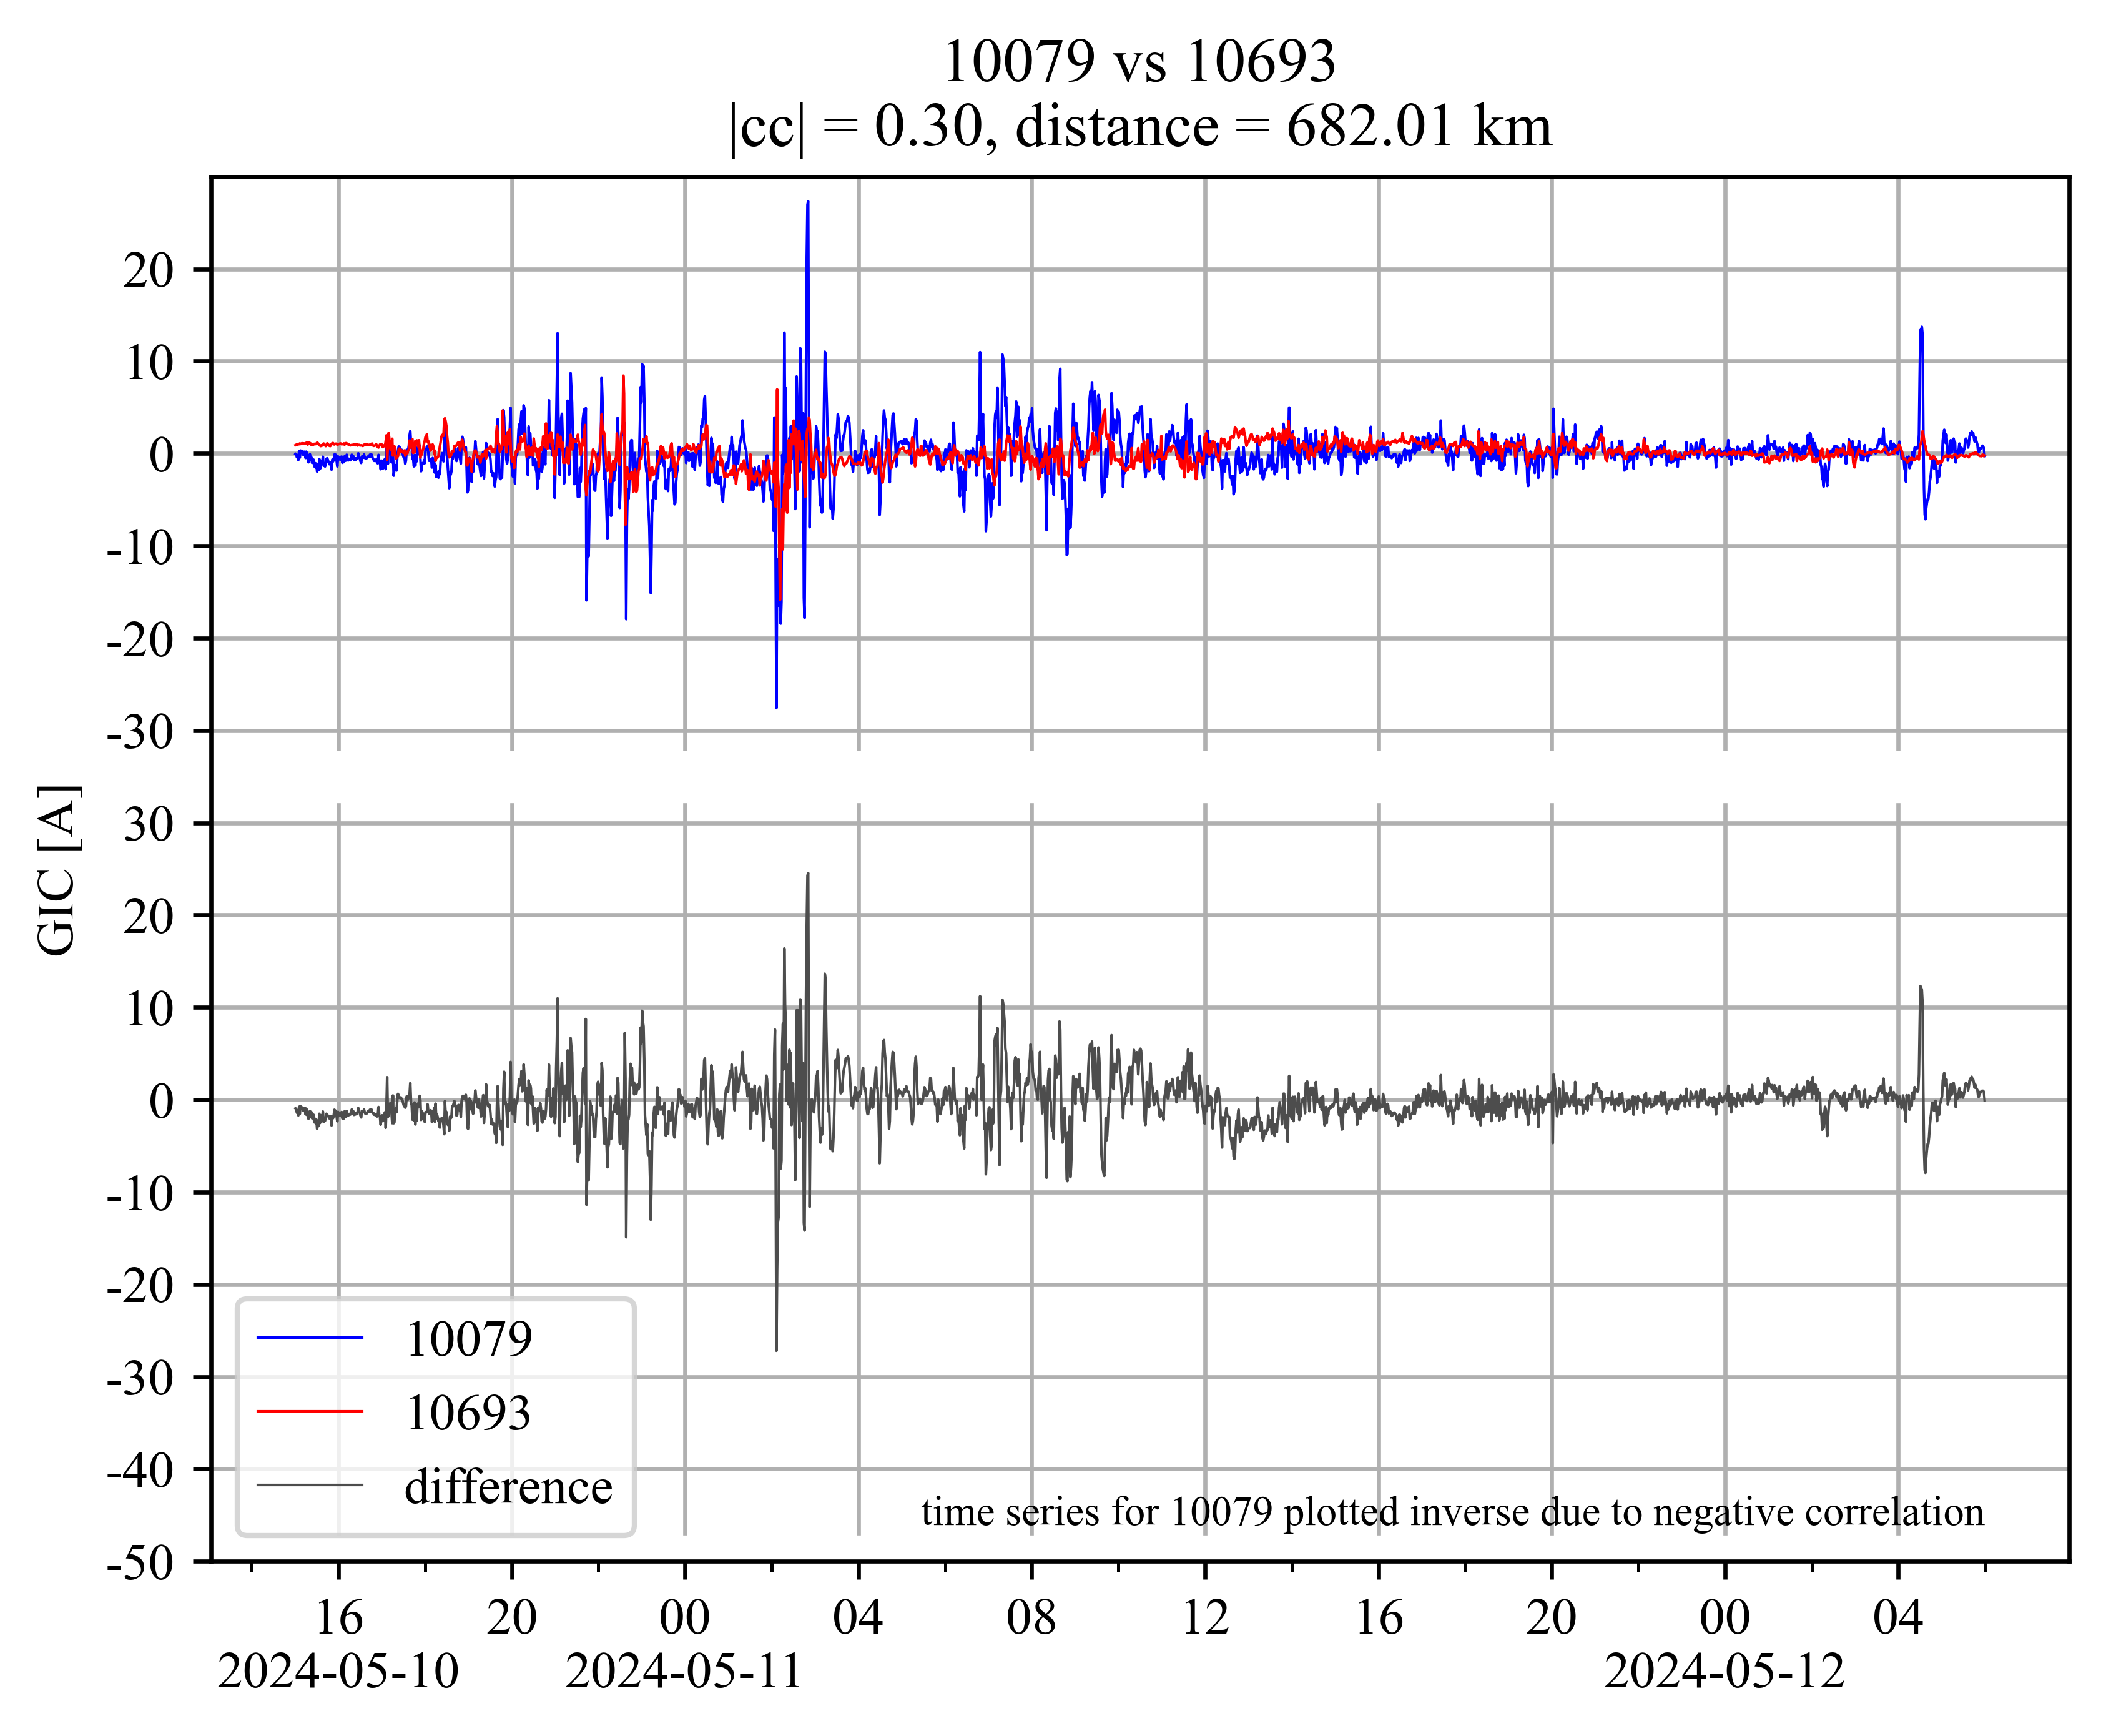 10079 vs 10693
|cc| = 0.30, distance = 682.01 km
GIC [A]
20
10
0
-10
-20
-30
30
20
10
0
-10
-20
-30
-40
-50
10079
10693
difference
time series for 10079 plotted inverse due to negative correlation
16 20 00 04 08 12 16 20 00 04
2024-05-10 2024-05-11 2024-05-12